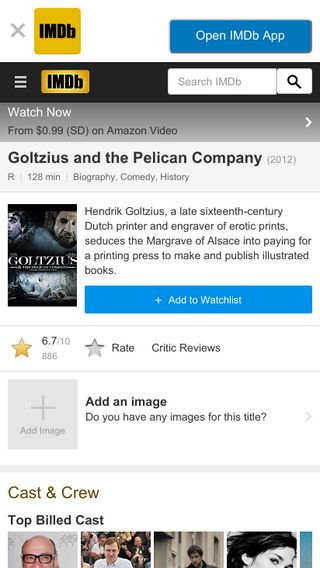 IMDb
Open IMDb App
IMDb
Search IMDb
Watch Now
From $0.99 (SD) on Amazon Video
Goltzius and the Pelican Company (2012)
R | 128 min | Biography, Comedy, History
GOLTZIUS
& THE PELICAN COMPANY
Hendrik Goltzius, a late sixteenth-century
Dutch printer and engraver of erotic prints,
seduces the Margrave of Alsace into paying for
a printing press to make and publish illustrated
books.
+ Add to Watchlist
6.7/10
886
Rate
Critic Reviews
Add Image
Add an image
Do you have any images for this title?
Cast & Crew
Top Billed Cast